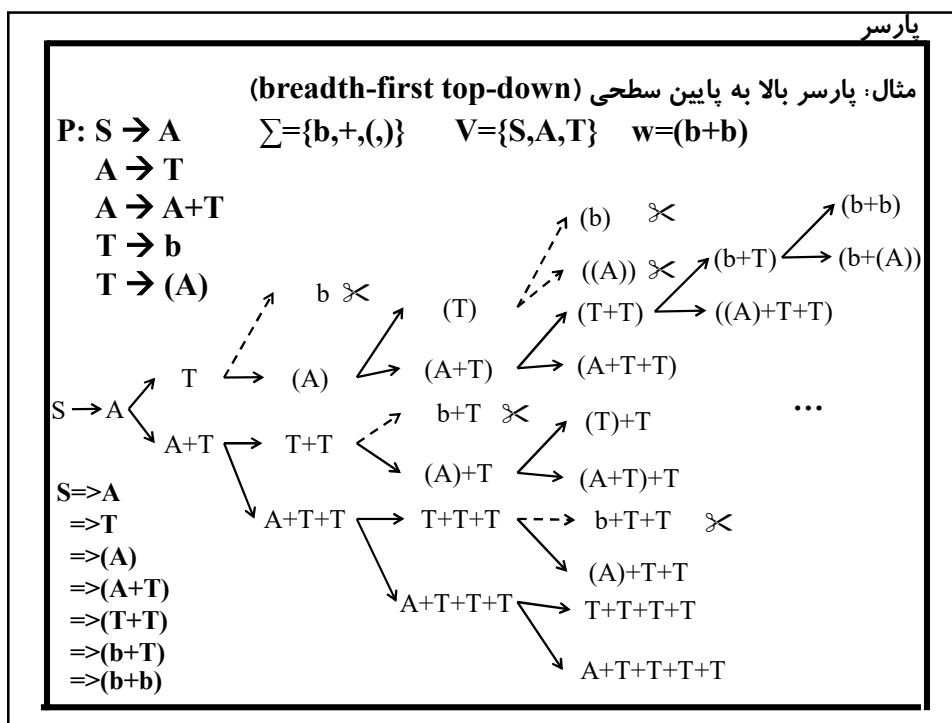 پارسر
مثال: پارسر بالا به پایین سطحی (breadth-first top-down)
P: S → A ∑={b,+,(,)} V={S,A,T} w=(b+b)
A → T
A → A+T
T → b
T → (A)
(b) ✂ (b+b)
((A)) ✂ (b+T) (b+(A))
b ✂ (T) (T+T) ((A)+T+T)
T (A) (A+T) (A+T+T)
S → A b+T ✂ (T)+T ...
A+T T+T (A)+T (A+T)+T
A+T+T T+T+T b+T+T ✂
(A)+T+T
A+T+T+T T+T+T+T
A+T+T+T+T
S=>A
=>T
=>(A)
=>(A+T)
=>(T+T)
=>(b+T)
=>(b+b)